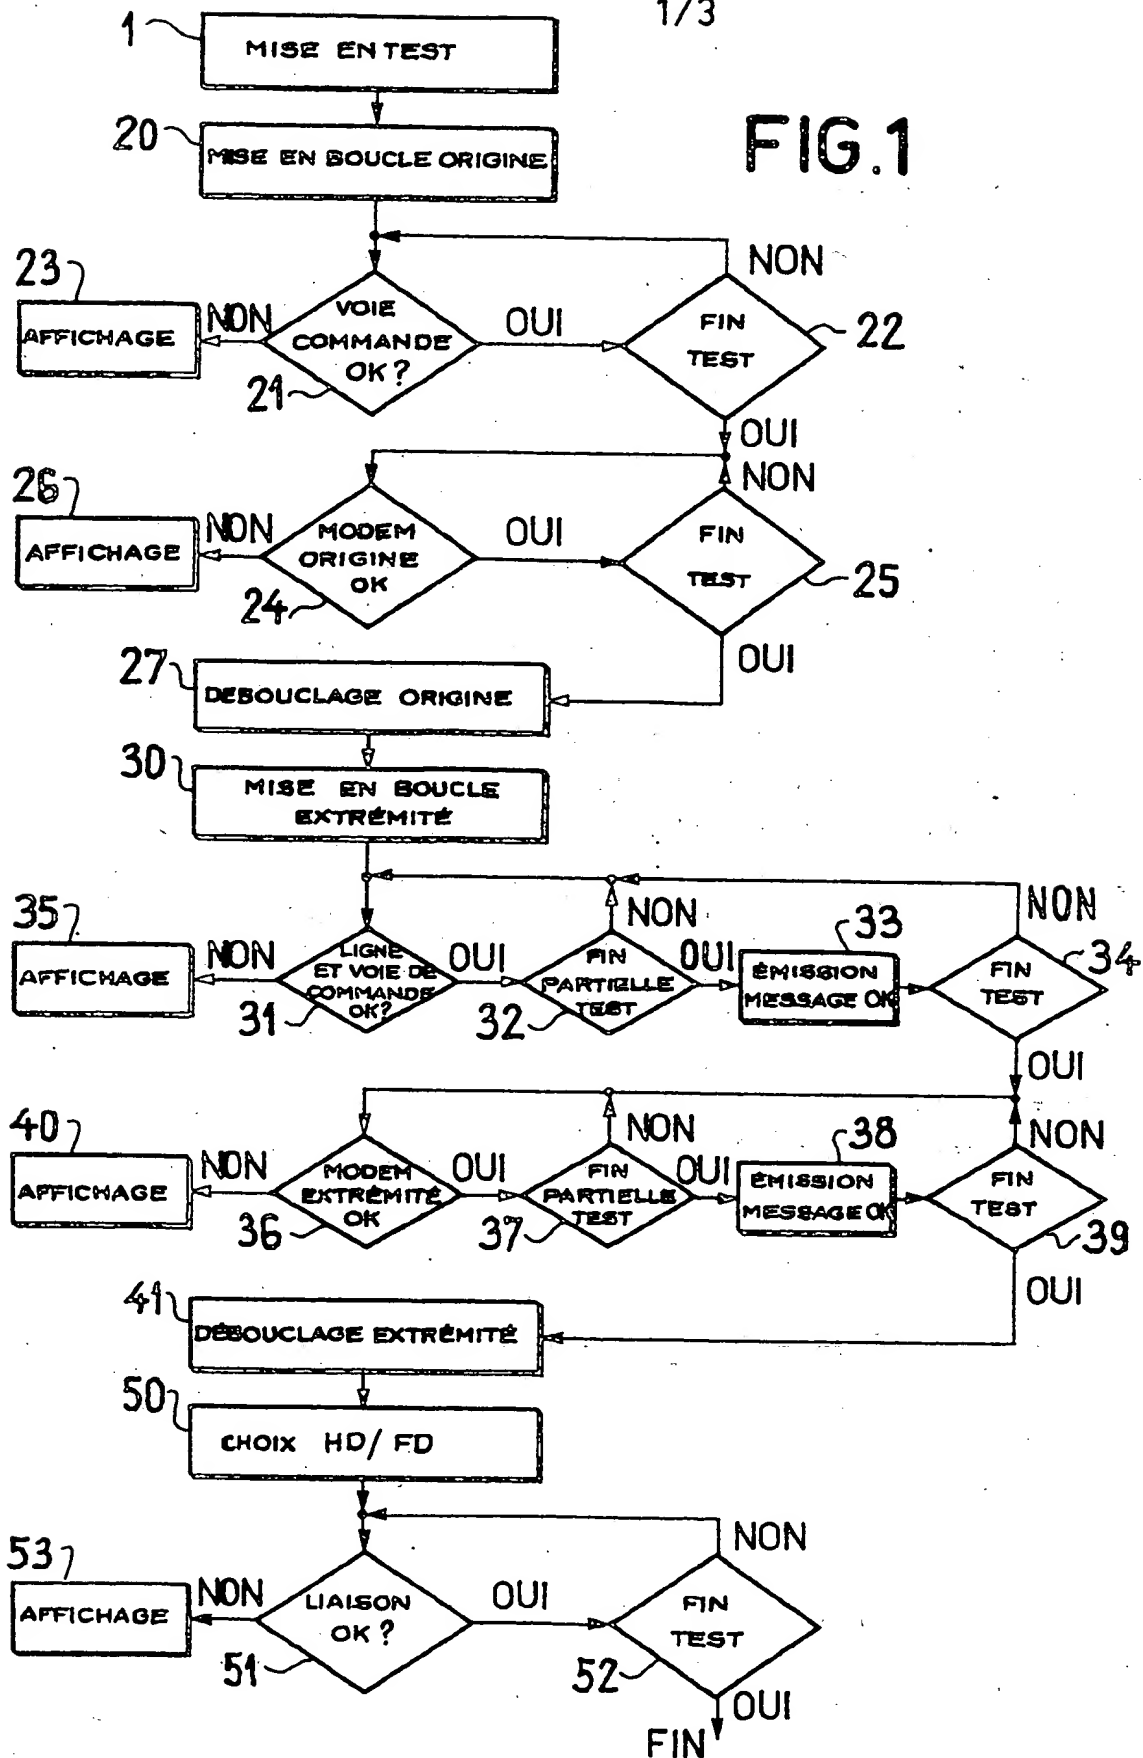 1/3
1
MISE EN TEST
FIG.1
20
MISE EN BOUCLE ORIGINE
NON
23
AFFICHAGE
NON
VOIE
COMMANDE
OK?
21
OUI
FIN
TEST
22
OUI
NON
26
AFFICHAGE
NON
MODEM
ORIGINE
OK
24
OUI
FIN
TEST
25
OUI
27
DEBOUCLAGE ORIGINE
30
MISE EN BOUCLE
EXTRÉMITÉ
35
AFFICHAGE
NON
LIGNE
ET VOIE DE
COMMANDE
OK?
31
OUI
NON
FIN
PARTIELLE
TEST
32
OUI
33
ÉMISSION
MESSAGE OK
NON
FIN
TEST
34
OUI
40
AFFICHAGE
NON
MODEM
EXTRÉMITÉ
OK
36
OUI
NON
FIN
PARTIELLE
TEST
37
OUI
38
ÉMISSION
MESSAGE OK
NON
FIN
TEST
39
OUI
41
DÉBOUCLAGE EXTRÉMITÉ
50
CHOIX HD/FD
53
AFFICHAGE
NON
LIAISON
OK?
51
OUI
NON
FIN
TEST
52
OUI
FIN